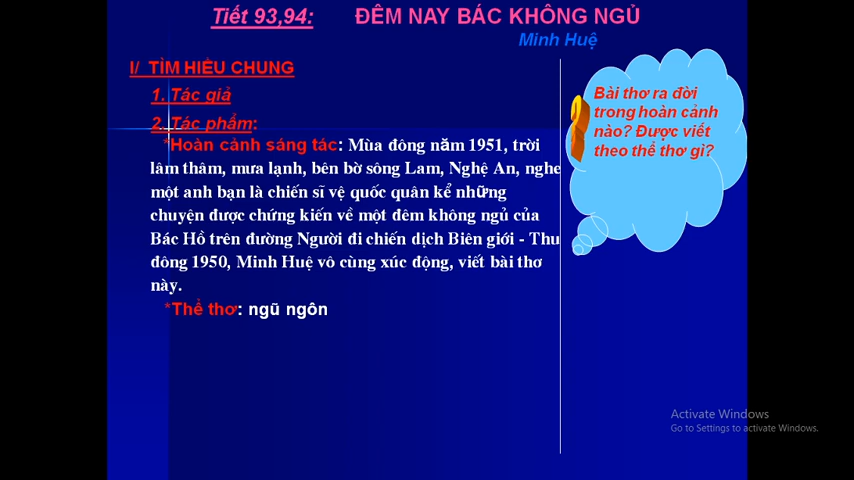 Tiết 93,94: ĐÊM NAY BÁC KHÔNG NGỦ
Minh Huệ
I/ TÌM HIỂU CHUNG
1. Tác giả
2. Tác phẩm:
*Hoàn cảnh sáng tác: Mùa đông năm 1951, trời
lâm thâm, mưa lạnh, bên bờ sông Lam, Nghệ An, nghe
một anh bạn là chiến sĩ vệ quốc quân kể những
chuyện được chứng kiến về một đêm không ngủ của
Bác Hồ trên đường Người đi chiến dịch Biên giới - Thu
đông 1950, Minh Huệ vô cùng xúc động, viết bài thơ
này.
*Thể thơ: ngũ ngôn
?
Bài thơ ra đời
trong hoàn cảnh
nào? Được viết
theo thể thơ gì?
Activate Windows
Go to Settings to activate Windows.